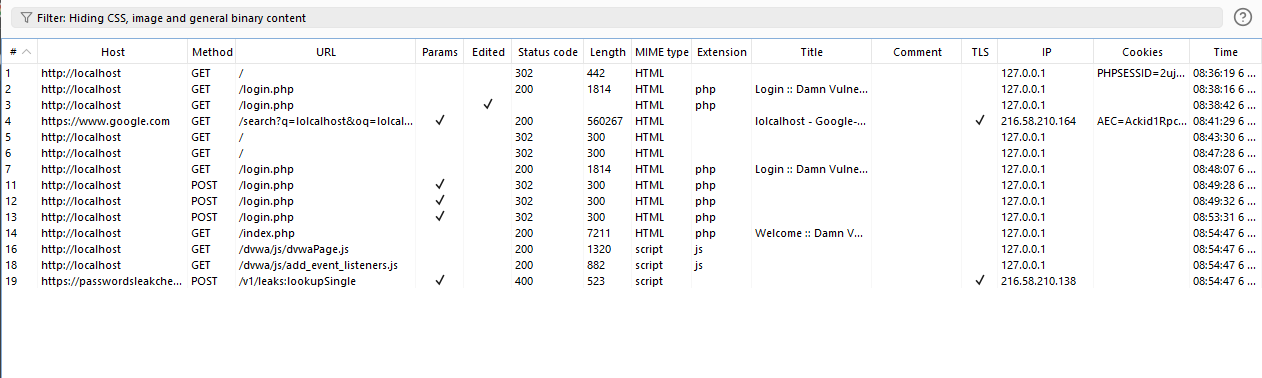 Filter: Hiding CSS, image and general binary content ?
# Host Method URL Params Edited Status code Length MIME type Extension Title Comment TLS IP Cookies Time
1 http://localhost GET / 302 442 HTML 127.0.0.1 PHPSESSID=2uj... 08:36:19 6 ...
2 http://localhost GET /login.php 200 1814 HTML php Login :: Damn Vulne... 127.0.0.1 08:38:16 6 ...
3 http://localhost GET /login.php ✓ HTML php 127.0.0.1 08:38:42 6 ...
4 https://www.google.com GET /search?q=lolcalhost&oq=lolcal... ✓ 200 560267 HTML lolcalhost - Google-... ✓ 216.58.210.164 AEC=Ackid1Rpc... 08:41:29 6 ...
5 http://localhost GET / 302 300 HTML 127.0.0.1 08:43:30 6 ...
6 http://localhost GET / 302 300 HTML 127.0.0.1 08:47:28 6 ...
7 http://localhost GET /login.php 200 1814 HTML php Login :: Damn Vulne... 127.0.0.1 08:48:07 6 ...
11 http://localhost POST /login.php ✓ 302 300 HTML php 127.0.0.1 08:49:28 6 ...
12 http://localhost POST /login.php ✓ 302 300 HTML php 127.0.0.1 08:49:32 6 ...
13 http://localhost POST /login.php ✓ 302 300 HTML php 127.0.0.1 08:53:31 6 ...
14 http://localhost GET /index.php 200 7211 HTML php Welcome :: Damn V... 127.0.0.1 08:54:47 6 ...
16 http://localhost GET /dvwa/js/dvwaPage.js 200 1320 script js 127.0.0.1 08:54:47 6 ...
18 http://localhost GET /dvwa/js/add_event_listeners.js 200 882 script js 127.0.0.1 08:54:47 6 ...
19 https://passwordsleakche... POST /v1/leaks:lookupSingle ✓ 400 523 script ✓ 216.58.210.138 08:54:47 6 ...